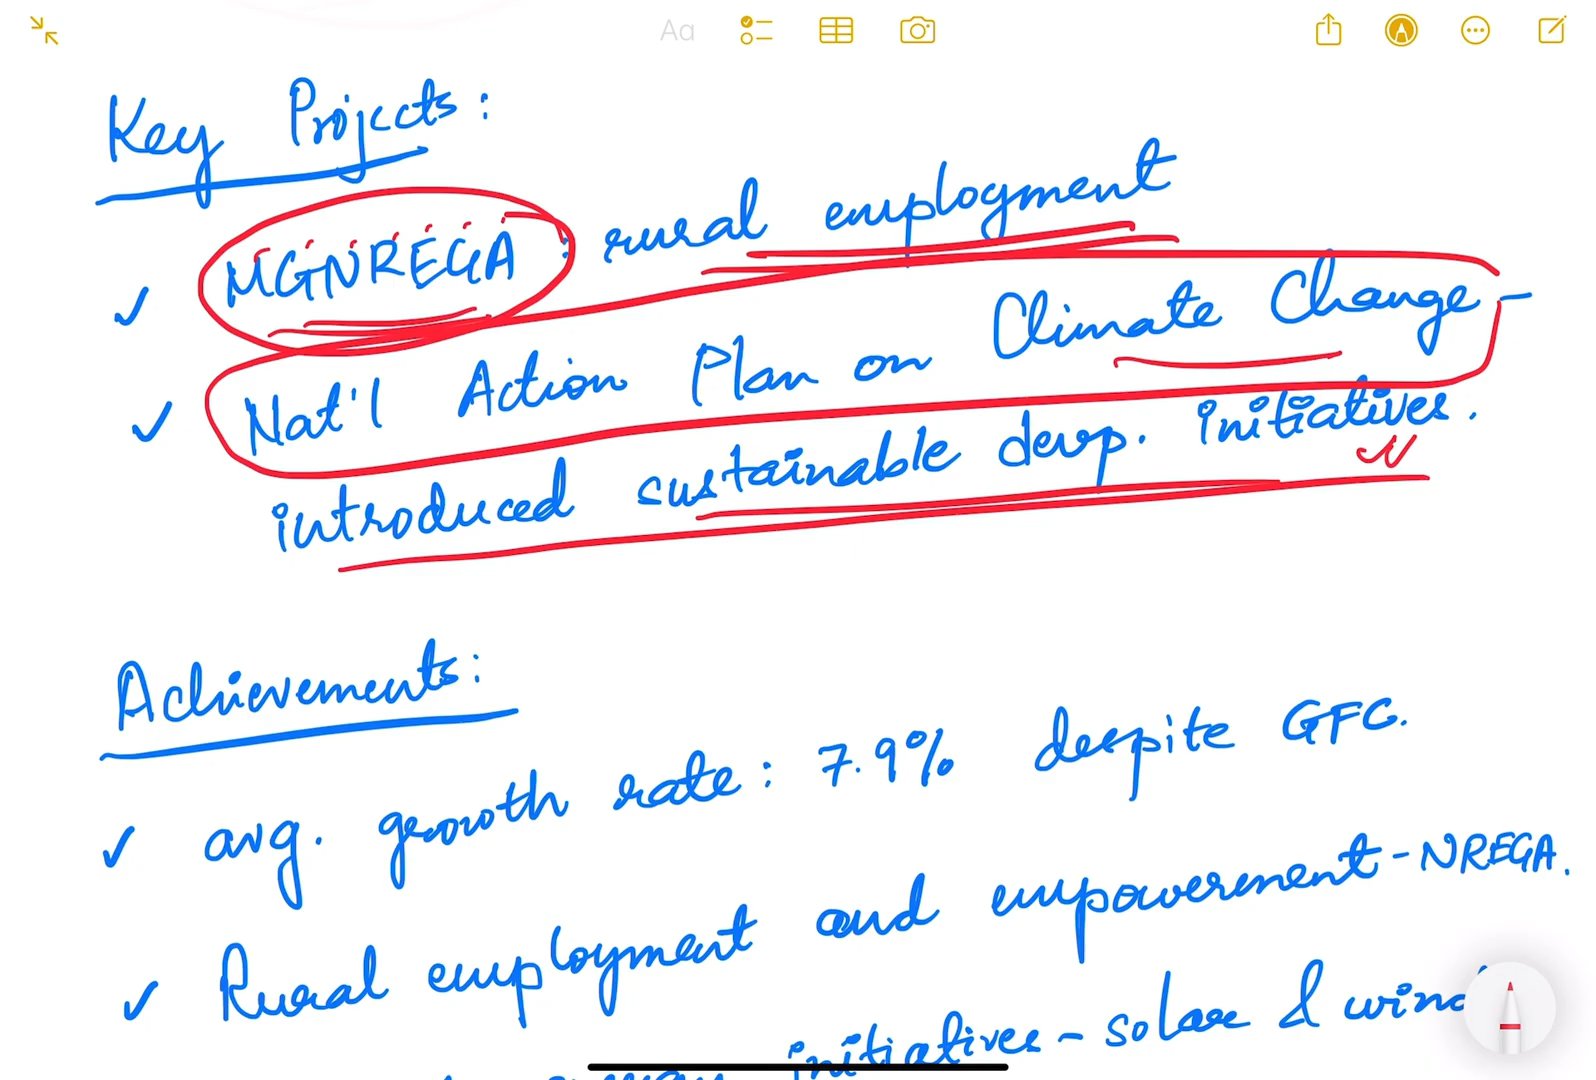 Aa
Key Projects:
✓ MGNREGA: rural employment
✓ Nat'l Action Plan on Climate Change -
introduced sustainable devp. initiatives.
Achievements:
✓ avg. growth rate: 7.9% despite GFC.
✓ Rural employment and empowerment - NREGA.
initiatives - solar & wind